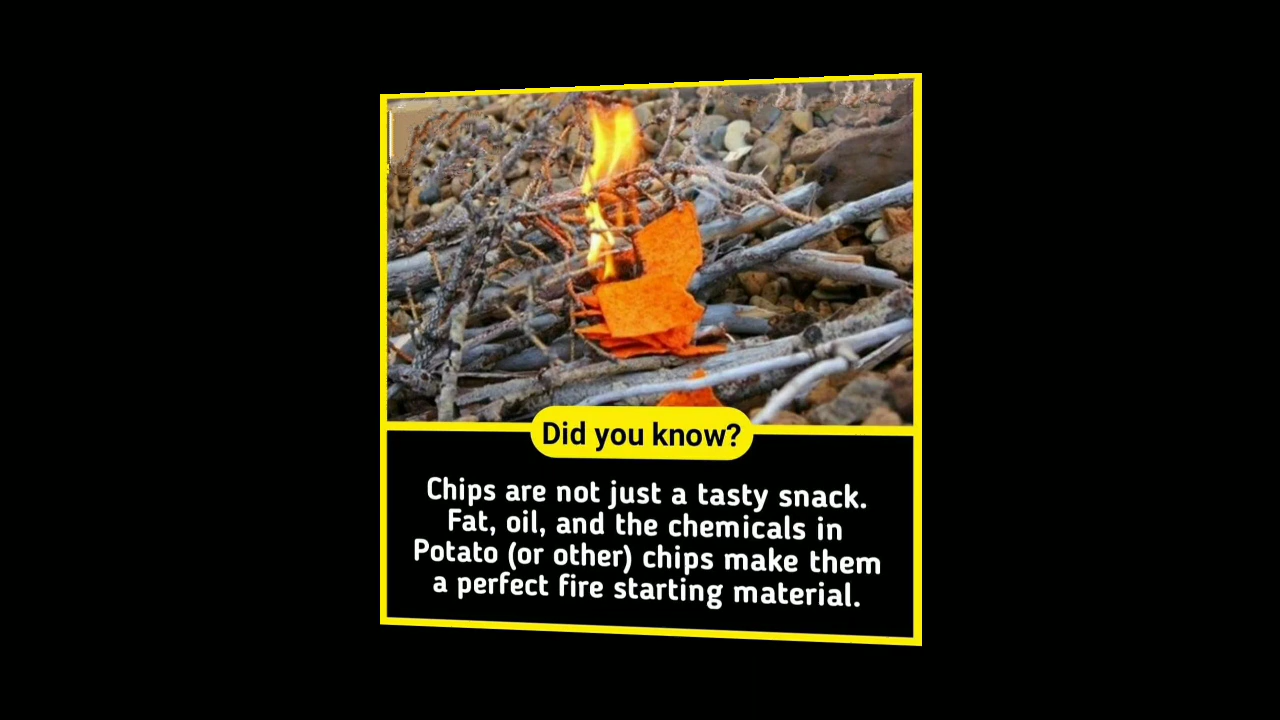 Did you know?
Chips are not just a tasty snack.
Fat, oil, and the chemicals in
Potato (or other) chips make them
a perfect fire starting material.